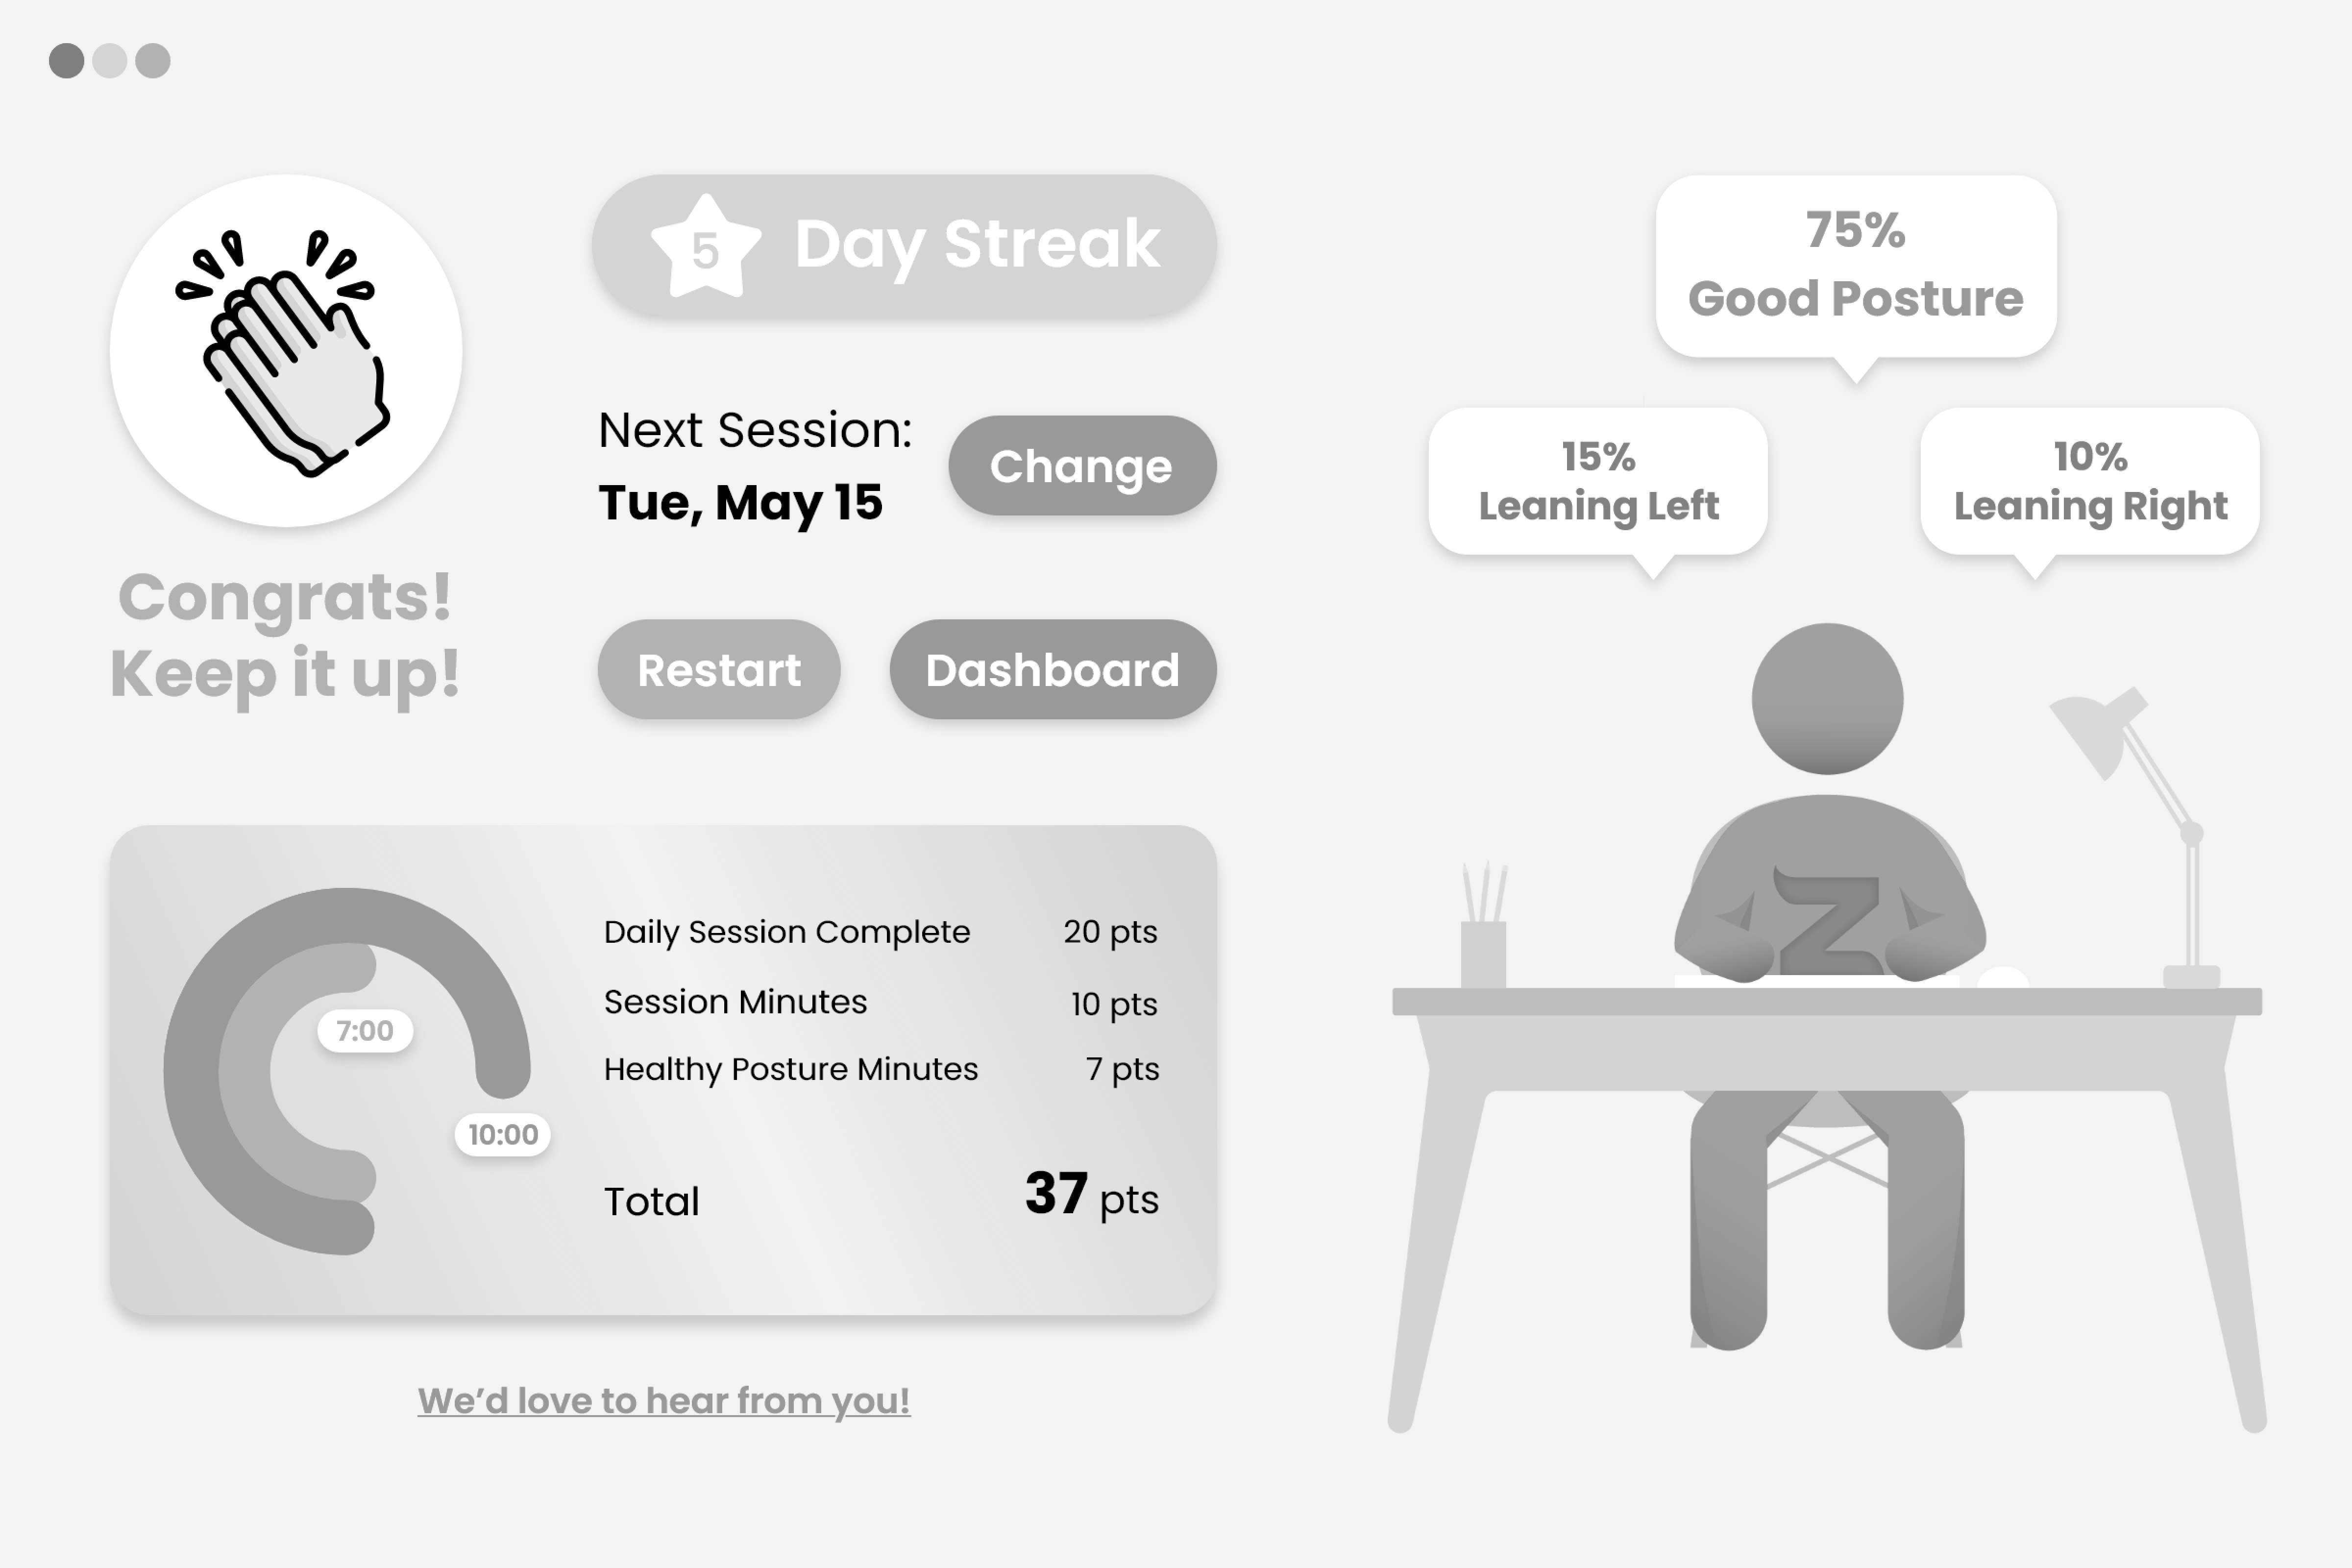 5 Day Streak
Next Session:
Tue, May 15
Change
Congrats!
Keep it up!
Restart
Dashboard
7:00
10:00
Daily Session Complete 20 pts
Session Minutes 10 pts
Healthy Posture Minutes 7 pts
Total 37 pts
We’d love to hear from you!
75%
Good Posture
15%
Leaning Left
10%
Leaning Right
Z